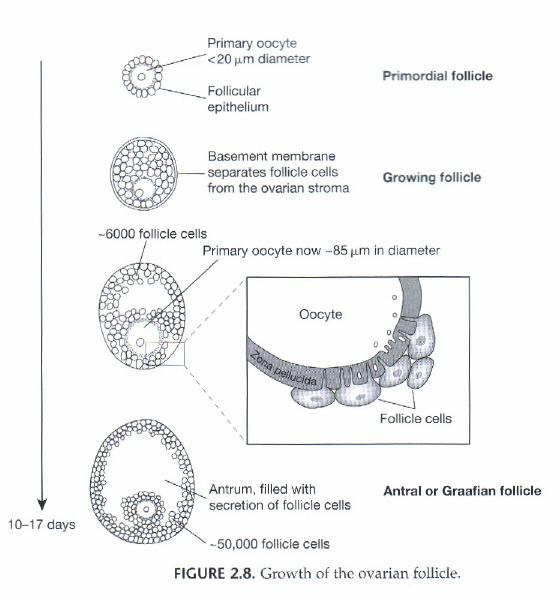 Primary oocyte
<20 μm diameter
Primordial follicle
Follicular
epithelium
Basement membrane
separates follicle cells
from the ovarian stroma
Growing follicle
~6000 follicle cells
Primary oocyte now ~85 μm in diameter
Oocyte
Zona pellucida
Follicle cells
Antrum, filled with
secretion of follicle cells
Antral or Graafian follicle
10–17 days
~50,000 follicle cells
FIGURE 2.8. Growth of the ovarian follicle.